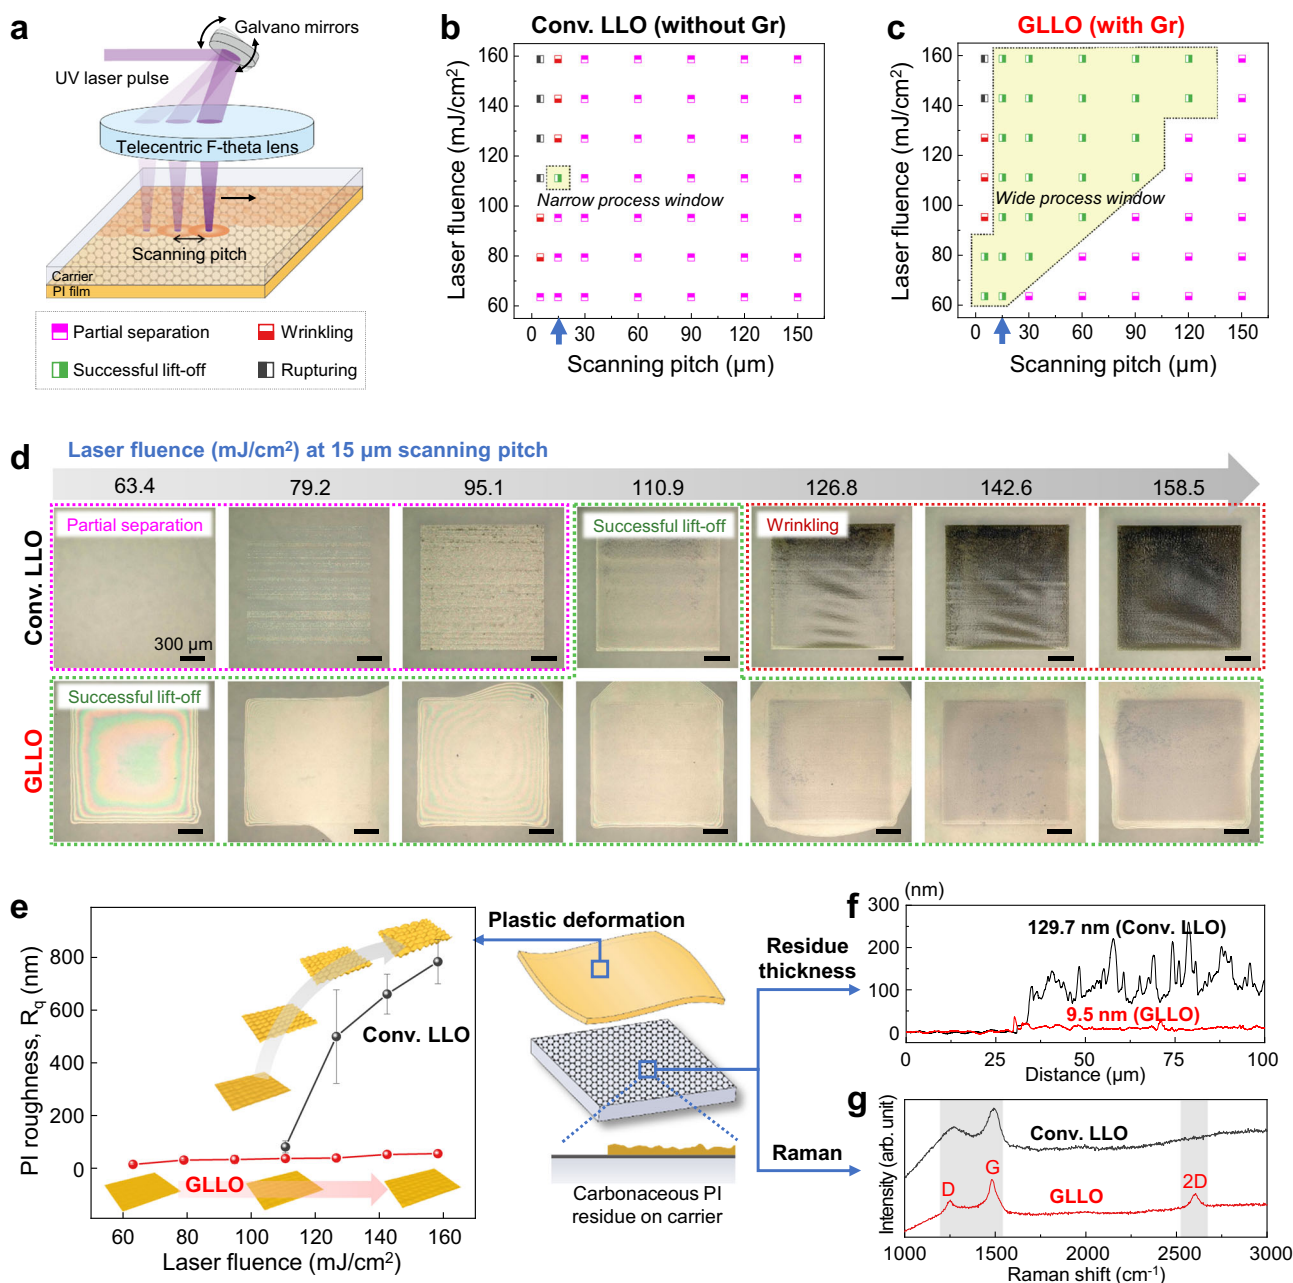 a
Galvano mirrors
UV laser pulse
Telecentric F-theta lens
Scanning pitch
Carrier
PI film
Partial separation
Wrinkling
Successful lift-off
Rupturing
b
Conv. LLO (without Gr)
Laser fluence (mJ/cm²)
160
140
120
100
80
60
Narrow process window
0 30 60 90 120 150
Scanning pitch (μm)
c
GLLO (with Gr)
Laser fluence (mJ/cm²)
160
140
120
100
80
60
Wide process window
0 30 60 90 120 150
Scanning pitch (μm)
d
Laser fluence (mJ/cm²) at 15 μm scanning pitch
63.4 79.2 95.1 110.9 126.8 142.6 158.5
Conv. LLO
Partial separation
Successful lift-off
Wrinkling
300 μm
GLLO
Successful lift-off
e
PI roughness, Rq (nm)
800
600
400
200
0
Conv. LLO
GLLO
60 80 100 120 140 160
Laser fluence (mJ/cm²)
Plastic deformation
Residue
thickness
Raman
Carbonaceous PI
residue on carrier
f
(nm)
300
200
100
0
129.7 nm (Conv. LLO)
9.5 nm (GLLO)
0 25 50 75 100
Distance (μm)
g
Intensity (arb. unit)
Conv. LLO
D
G
GLLO
2D
1000 1500 2000 2500 3000
Raman shift (cm⁻¹)